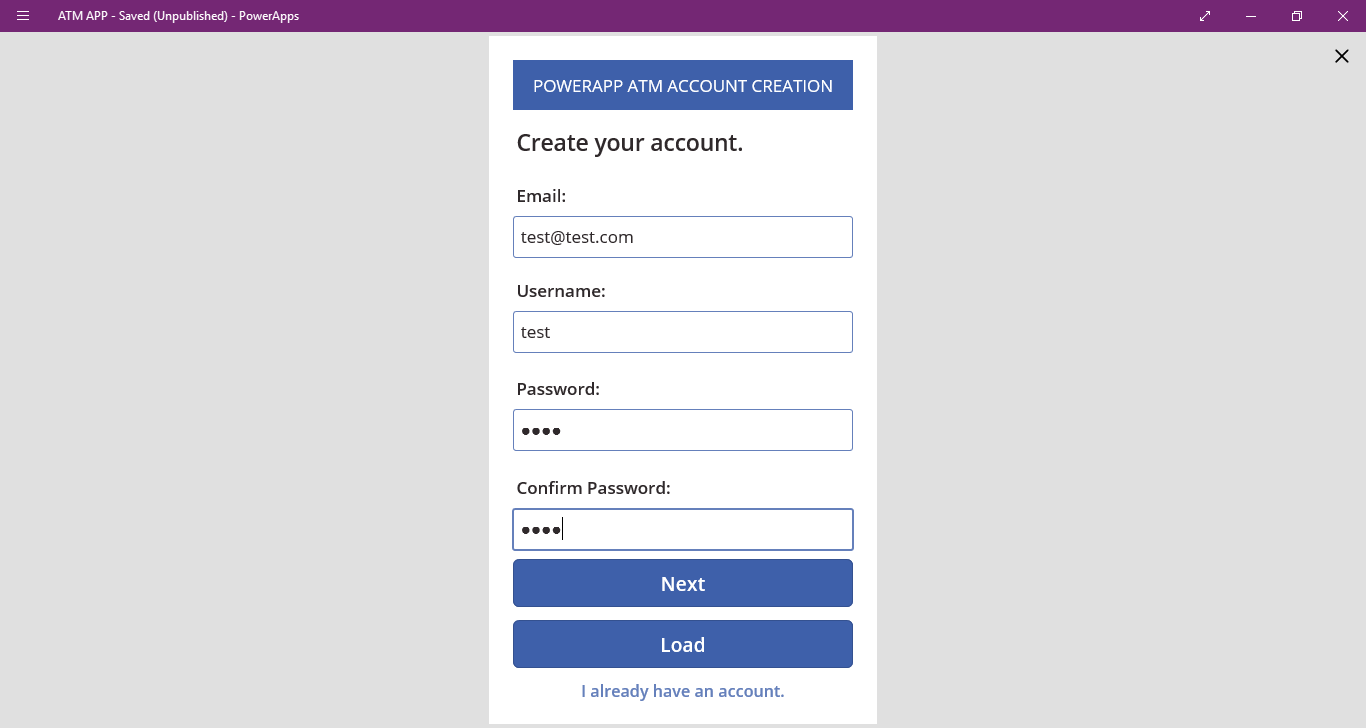 ATM APP - Saved (Unpublished) - PowerApps
POWERAPP ATM ACCOUNT CREATION
Create your account.
Email:
test@test.com
Username:
test
Password:
●●●●
Confirm Password:
●●●●
Next
Load
I already have an account.